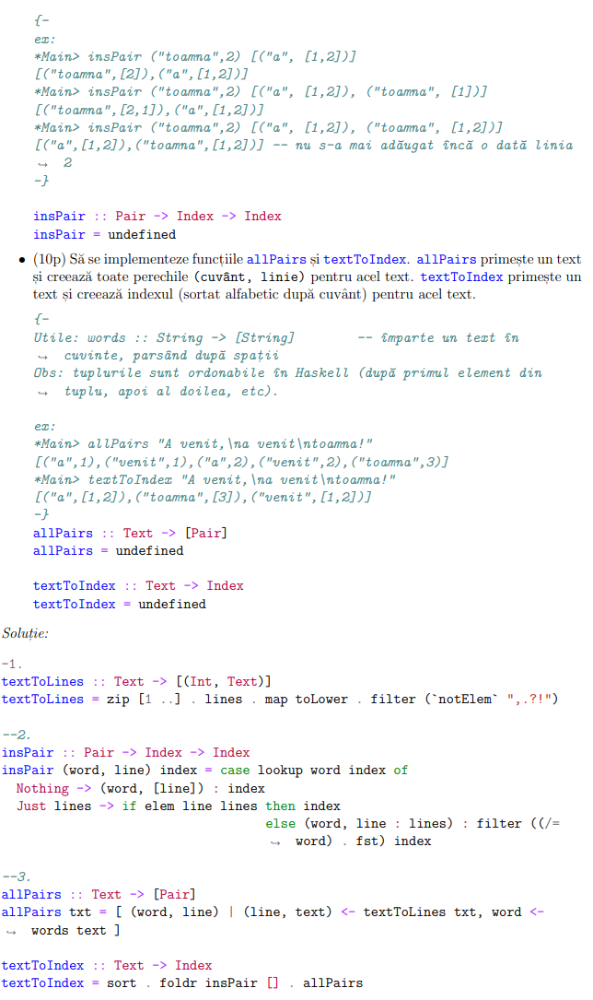 {-
ex:
*Main> insPair ("toamna",2) [("a", [1,2])]
[("toamna",[2]),("a",[1,2])]
*Main> insPair ("toamna",2) [("a", [1,2]), ("toamna", [1])]
[("toamna",[2,1]),("a",[1,2])]
*Main> insPair ("toamna",2) [("a", [1,2]), ("toamna", [1,2])]
[("a",[1,2]),("toamna",[1,2])] -- nu s-a mai adăugat încă o dată linia
↪ 2
-}
insPair :: Pair -> Index -> Index
insPair = undefined
• (10p) Să se implementeze funcțiile allPairs și textToIndex. allPairs primește un text
și creează toate perechile (cuvânt, linie) pentru acel text. textToIndex primește un
text și creează indexul (sortat alfabetic după cuvânt) pentru acel text.
{-
Utile: words :: String -> [String] -- împarte un text în
↪ cuvinte, parsând după spații
Obs: tuplurile sunt ordonabile în Haskell (după primul element din
↪ tuplu, apoi al doilea, etc).
ex:
*Main> allPairs "A venit,\na venit\ntoamna!"
[("a",1),("venit",1),("a",2),("venit",2),("toamna",3)]
*Main> textToIndex "A venit,\na venit\ntoamna!"
[("a",[1,2]),("toamna",[3]),("venit",[1,2])]
-}
allPairs :: Text -> [Pair]
allPairs = undefined
textToIndex :: Text -> Index
textToIndex = undefined
Soluție:
-1.
textToLines :: Text -> [(Int, Text)]
textToLines = zip [1 ..] . lines . map toLower . filter (`notElem` ",.?!")
--2.
insPair :: Pair -> Index -> Index
insPair (word, line) index = case lookup word index of
Nothing -> (word, [line]) : index
Just lines -> if elem line lines then index
else (word, line : lines) : filter ((/=
↪ word) . fst) index
--3.
allPairs :: Text -> [Pair]
allPairs txt = [ (word, line) | (line, text) <- textToLines txt, word <-
↪ words text ]
textToIndex :: Text -> Index
textToIndex = sort . foldr insPair [] . allPairs